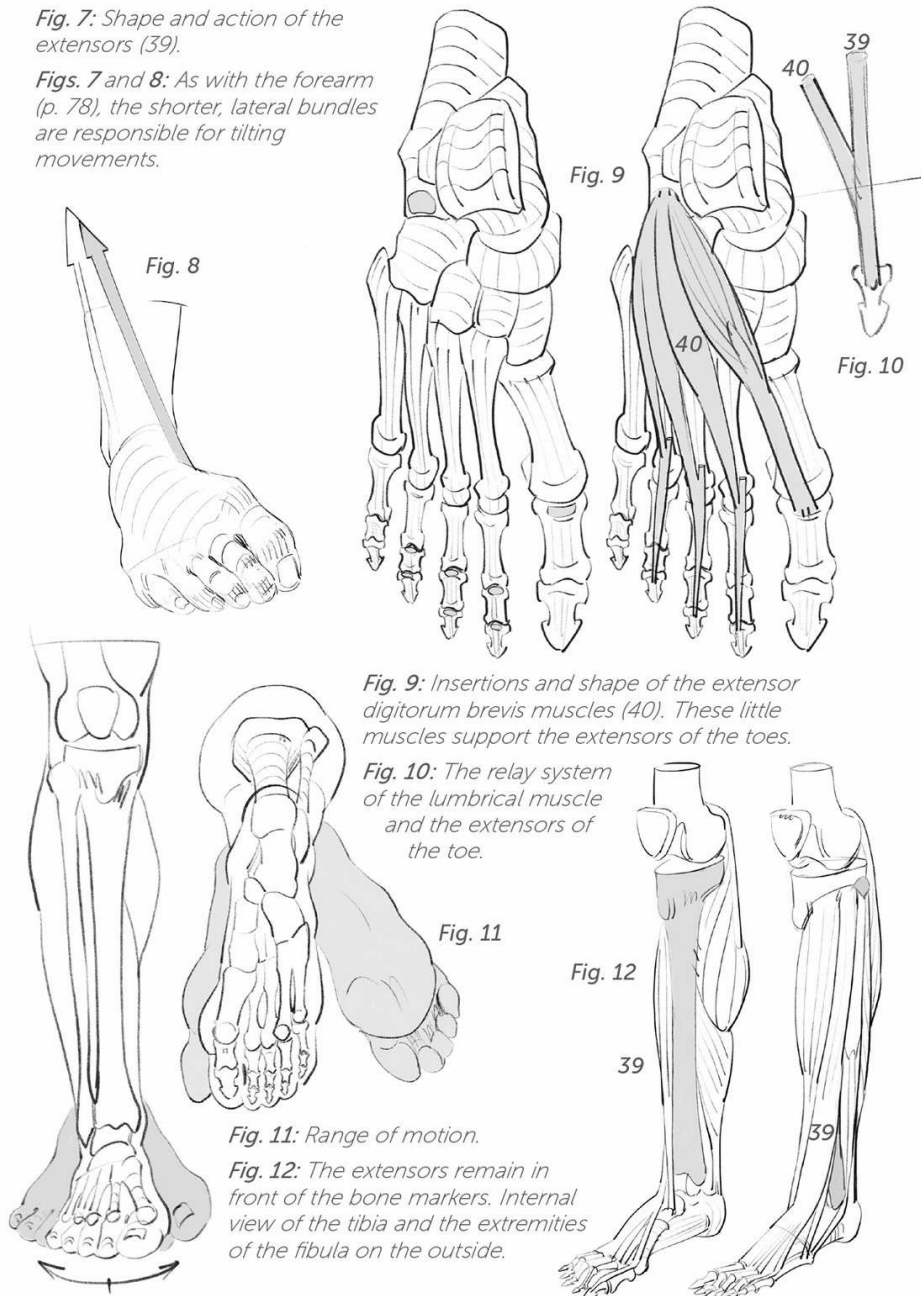 Fig. 7: Shape and action of the
extensors (39).
Figs. 7 and 8: As with the forearm
(p. 78), the shorter, lateral bundles
are responsible for tilting
movements.
39
40
Fig. 9
Fig. 8
40
Fig. 10
Fig. 9: Insertions and shape of the extensor
digitorum brevis muscles (40). These little
muscles support the extensors of the toes.
Fig. 10: The relay system
of the lumbrical muscle
and the extensors of
the toe.
Fig. 11
Fig. 12
39
39
Fig. 11: Range of motion.
Fig. 12: The extensors remain in
front of the bone markers. Internal
view of the tibia and the extremities
of the fibula on the outside.